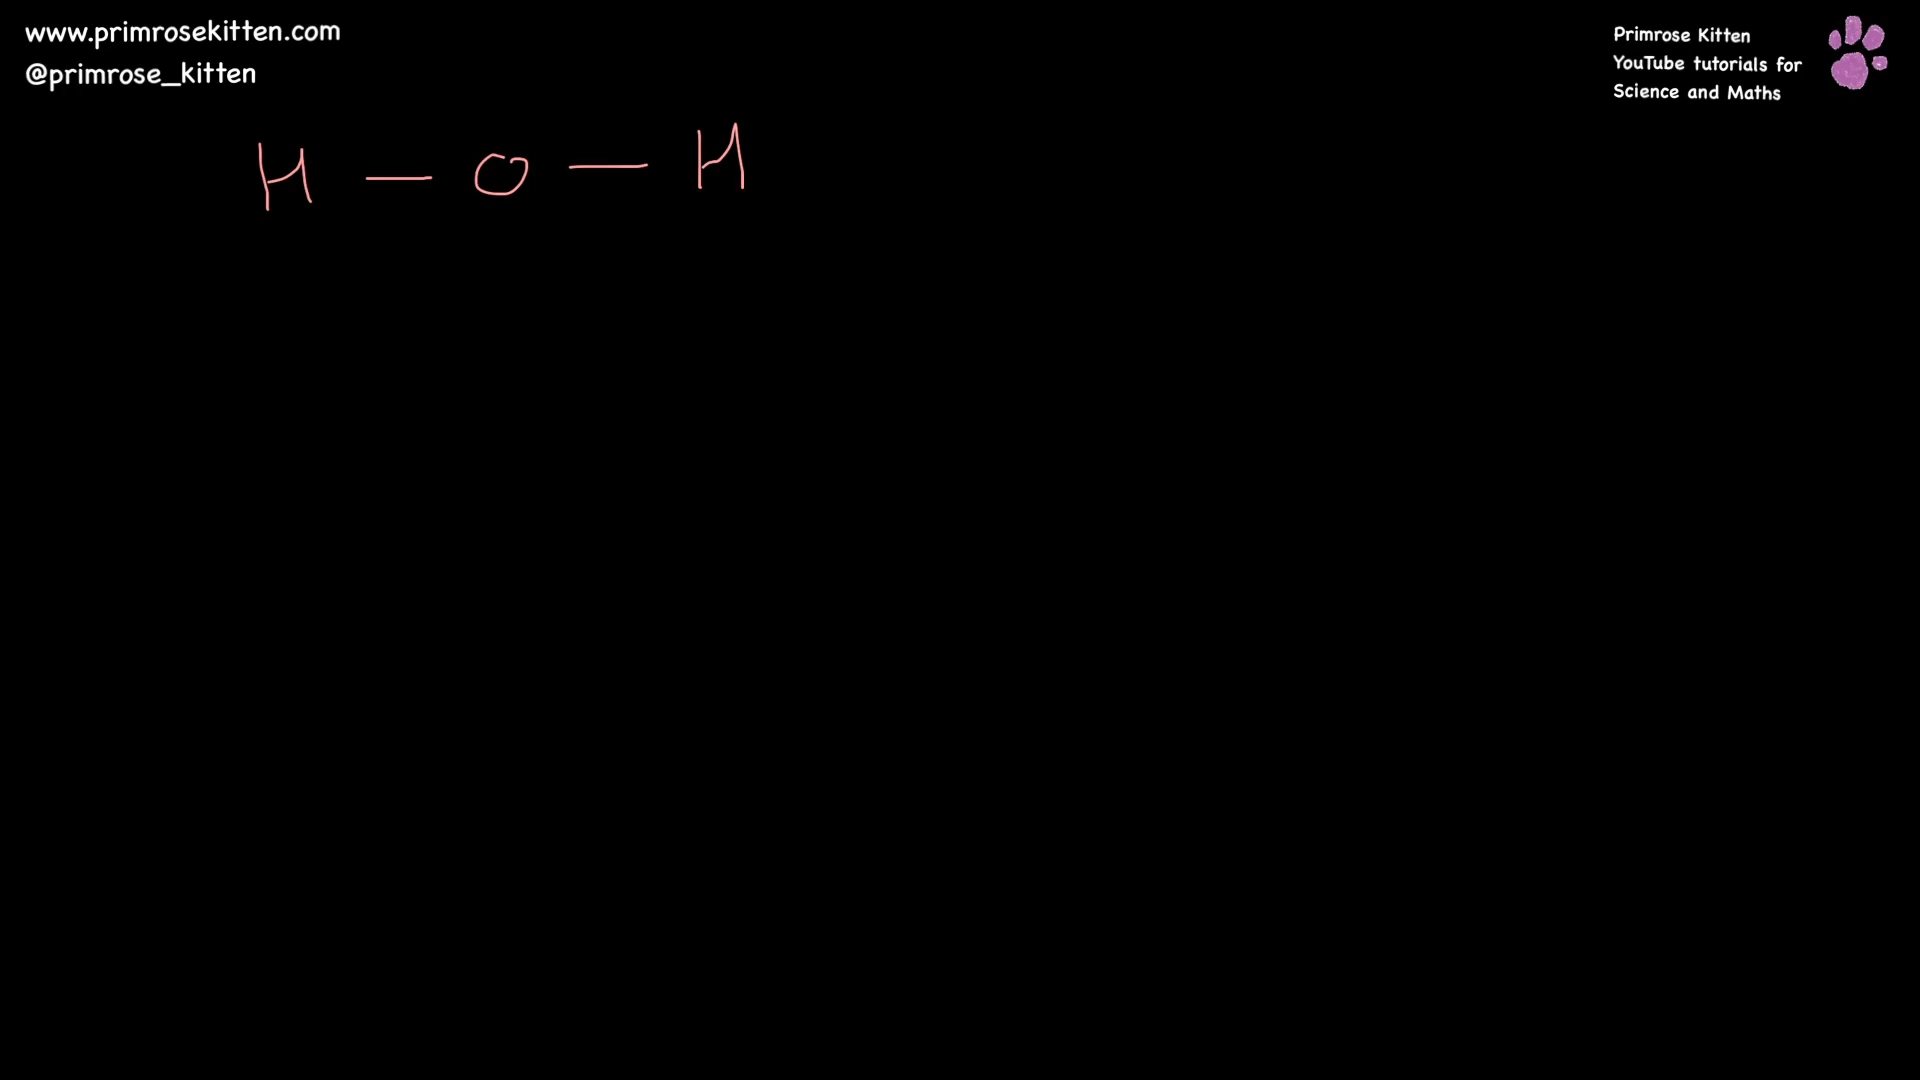 www.primrosekitten.com
@primrose_kitten
Primrose Kitten
YouTube tutorials for
Science and Maths
H — O — H